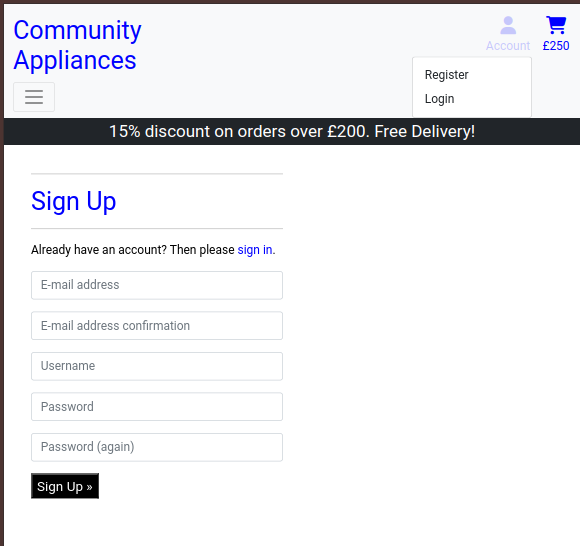 Community
Appliances
Account
£250
Register
Login
15% discount on orders over £200. Free Delivery!
Sign Up
Already have an account? Then please sign in.
E-mail address
E-mail address confirmation
Username
Password
Password (again)
Sign Up »